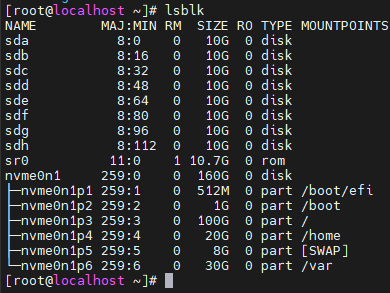 [root@localhost ~]# lsblk
NAME        MAJ:MIN RM  SIZE RO TYPE MOUNTPOINTS
sda           8:0    0   10G  0 disk
sdb           8:16   0   10G  0 disk
sdc           8:32   0   10G  0 disk
sdd           8:48   0   10G  0 disk
sde           8:64   0   10G  0 disk
sdf           8:80   0   10G  0 disk
sdg           8:96   0   10G  0 disk
sdh           8:112  0   10G  0 disk
sr0          11:0    1 10.7G  0 rom
nvme0n1     259:0    0  160G  0 disk
├─nvme0n1p1 259:1    0  512M  0 part /boot/efi
├─nvme0n1p2 259:2    0    1G  0 part /boot
├─nvme0n1p3 259:3    0  100G  0 part /
├─nvme0n1p4 259:4    0   20G  0 part /home
├─nvme0n1p5 259:5    0    8G  0 part [SWAP]
└─nvme0n1p6 259:6    0   30G  0 part /var
[root@localhost ~]#